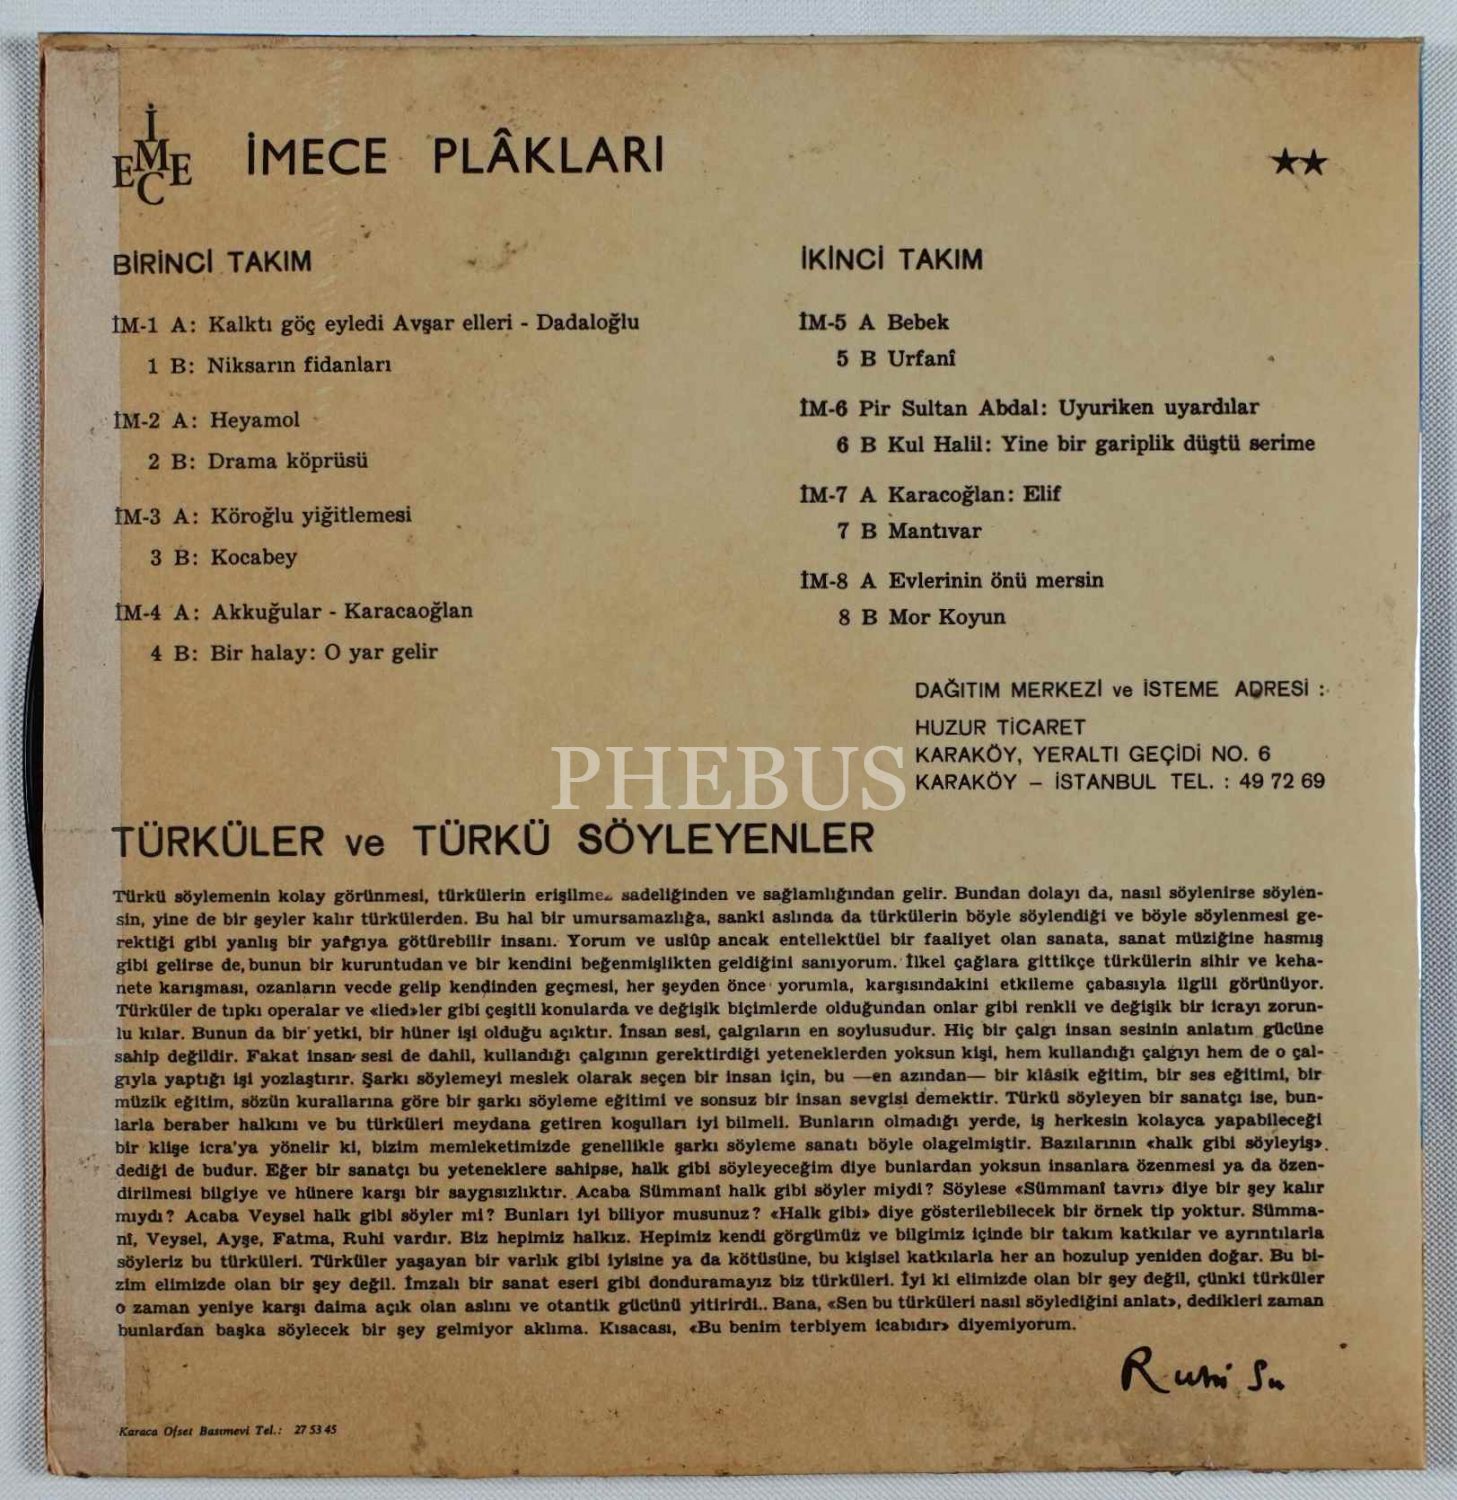 İMECE
İMECE PLÂKLARI
★★
BİRİNCİ TAKIM
İM-1 A: Kalktı göç eyledi Avşar elleri - Dadaloğlu
1 B: Niksarın fidanları
İM-2 A: Heyamol
2 B: Drama köprüsü
İM-3 A: Köroğlu yiğitlemesi
3 B: Kocabey
İM-4 A: Akkuğular - Karacaoğlan
4 B: Bir halay: O yar gelir
İKİNCİ TAKIM
İM-5 A Bebek
5 B Urfanî
İM-6 Pir Sultan Abdal: Uyuriken uyardılar
6 B Kul Halil: Yine bir gariplik düştü serime
İM-7 A Karacoğlan: Elif
7 B Mantıvar
İM-8 A Evlerinin önü mersin
8 B Mor Koyun
DAĞITIM MERKEZİ ve İSTEME ADRESİ :
HUZUR TİCARET
KARAKÖY, YERALTI GEÇİDİ NO. 6
KARAKÖY – İSTANBUL TEL. : 49 72 69
PHEBUS
TÜRKÜLER ve TÜRKÜ SÖYLEYENLER
Türkü söylemenin kolay görünmesi, türkülerin erişilmez sadeliğinden ve sağlamlığından gelir. Bundan dolayı da, nasıl söylenirse söylen-
sin, yine de bir şeyler kalır türkülerden. Bu hal bir umursamazlığa, sanki aslında da türkülerin böyle söylendiği ve böyle söylenmesi ge-
rektiği gibi yanlış bir yargıya götürebilir insanı. Yorum ve uslûp ancak entellektüel bir faaliyet olan sanata, sanat müziğine hasmış
gibi gelirse de, bunun bir kuruntudan ve bir kendini beğenmişlikten geldiğini sanıyorum. İlkel çağlara gittikçe türkülerin sihir ve keha-
nete karışması, ozanların vecde gelip kendinden geçmesi, her şeyden önce yorumla, karşısındakini etkileme çabasıyla ilgili görünüyor.
Türküler de tıpkı operalar ve «lied»ler gibi çeşitli konularda ve değişik biçimlerde olduğundan onlar gibi renkli ve değişik bir icrayı zorun-
lu kılar. Bunun da bir yetki, bir hüner işi olduğu açıktır. İnsan sesi, çalgıların en soylusudur. Hiç bir çalgı insan sesinin anlatım gücüne
sahip değildir. Fakat insan sesi de dahil, kullandığı çalgının gerektirdiği yeteneklerden yoksun kişi, hem kullandığı çalgıyı hem de o çal-
gıyla yaptığı işi yozlaştırır. Şarkı söylemeyi meslek olarak seçen bir insan için, bu —en azından— bir klâsik eğitim, bir ses eğitimi, bir
müzik eğitim, sözün kurallarına göre bir şarkı söyleme eğitimi ve sonsuz bir insan sevgisi demektir. Türkü söyleyen bir sanatçı ise, bun-
larla beraber halkını ve bu türküleri meydana getiren koşulları iyi bilmeli. Bunların olmadığı yerde, iş herkesin kolayca yapabileceği
bir klişe icra'ya yönelir ki, bizim memleketimizde genellikle şarkı söyleme sanatı böyle olagelmiştir. Bazılarının «halk gibi söyleyiş»
dediği de budur. Eğer bir sanatçı bu yeteneklere sahipse, halk gibi söyleyeceğim diye bunlardan yoksun insanlara özenmesi ya da özen-
dirilmesi bilgiye ve hünere karşı bir saygısızlıktır. Acaba Sümmanî halk gibi söyler miydi? Söylese «Sümmanî tavrı» diye bir şey kalır
mıydı? Acaba Veysel halk gibi söyler mi? Bunları iyi biliyor musunuz? «Halk gibi» diye gösterilebilecek bir örnek tip yoktur. Sümma-
nî, Veysel, Ayşe, Fatma, Ruhi vardır. Biz hepimiz halkız. Hepimiz kendi görgümüz ve bilgimiz içinde bir takım katkılar ve ayrıntılarla
söyleriz bu türküleri. Türküler yaşayan bir varlık gibi iyisine ya da kötüsüne, bu kişisel katkılarla her an bozulup yeniden doğar. Bu bi-
zim elimizde olan bir şey değil. İmzalı bir sanat eseri gibi donduramayız biz türküleri. İyi ki elimizde olan bir şey değil, çünki türküler
o zaman yeniye karşı daima açık olan aslını ve otantik gücünü yitirirdi.. Bana, «Sen bu türküleri nasıl söylediğini anlat», dedikleri zaman
bunlardan başka söylecek bir şey gelmiyor aklıma. Kısacası, «Bu benim terbiyem icabıdır» diyemiyorum.
Ruhi Su
Karaca Ofset Basımevi Tel.: 27 53 45